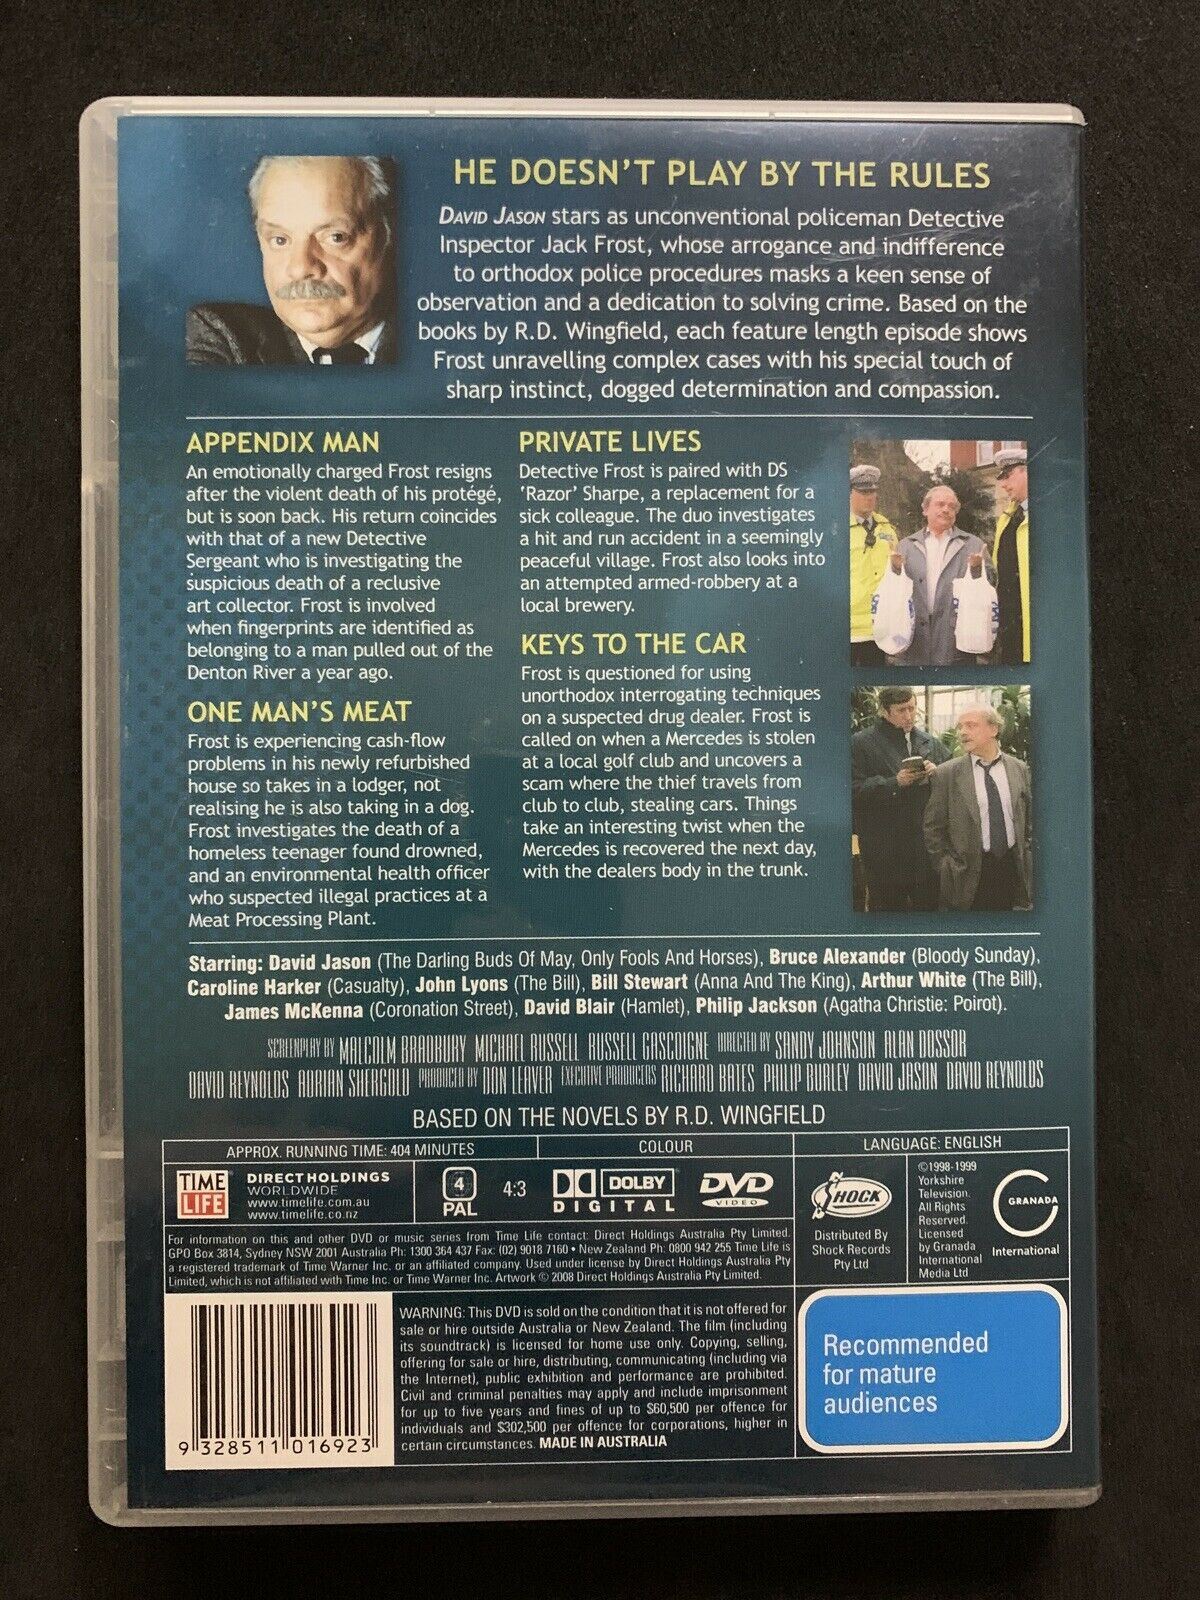 HE DOESN'T PLAY BY THE RULES
DAVID JASON stars as unconventional policeman Detective
Inspector Jack Frost, whose arrogance and indifference
to orthodox police procedures masks a keen sense of
observation and a dedication to solving crime. Based on the
books by R.D. Wingfield, each feature length episode shows
Frost unravelling complex cases with his special touch of
sharp instinct, dogged determination and compassion.
APPENDIX MAN
An emotionally charged Frost resigns
after the violent death of his protégé,
but is soon back. His return coincides
with that of a new Detective
Sergeant who is investigating the
suspicious death of a reclusive
art collector. Frost is involved
when fingerprints are identified as
belonging to a man pulled out of the
Denton River a year ago.
ONE MAN'S MEAT
Frost is experiencing cash-flow
problems in his newly refurbished
house so takes in a lodger, not
realising he is also taking in a dog.
Frost investigates the death of a
homeless teenager found drowned,
and an environmental health officer
who suspected illegal practices at a
Meat Processing Plant.
PRIVATE LIVES
Detective Frost is paired with DS
'Razor' Sharpe, a replacement for a
sick colleague. The duo investigates
a hit and run accident in a seemingly
peaceful village. Frost also looks into
an attempted armed-robbery at a
local brewery.
KEYS TO THE CAR
Frost is questioned for using
unorthodox interrogating techniques
on a suspected drug dealer. Frost is
called on when a Mercedes is stolen
at a local golf club and uncovers a
scam where the thief travels from
club to club, stealing cars. Things
take an interesting twist when the
Mercedes is recovered the next day,
with the dealers body in the trunk.
Starring: David Jason (The Darling Buds Of May, Only Fools And Horses), Bruce Alexander (Bloody Sunday),
Caroline Harker (Casualty), John Lyons (The Bill), Bill Stewart (Anna And The King), Arthur White (The Bill),
James McKenna (Coronation Street), David Blair (Hamlet), Philip Jackson (Agatha Christie: Poirot).
SCREENPLAY BY MALCOLM BRADBURY MICHAEL RUSSELL RUSSELL GASCOIGNE DIRECTED BY SANDY JOHNSON ALAN DOSSOR
DAVID REYNOLDS ADRIAN SHERGOLD PRODUCED BY DON LEAVER EXECUTIVE PRODUCERS RICHARD BATES PHILIP BURLEY DAVID JASON DAVID REYNOLDS
BASED ON THE NOVELS BY R.D. WINGFIELD
APPROX. RUNNING TIME: 404 MINUTES
COLOUR
LANGUAGE: ENGLISH
TIME
LIFE
DIRECT HOLDINGS
WORLDWIDE
www.timelife.com.au
www.timelife.co.nz
4
PAL
4:3
DOLBY
DIGITAL
DVD
VIDEO
SHOCK
Distributed By
Shock Records
Pty Ltd
©1998-1999
Yorkshire
Television.
All Rights
Reserved.
Licensed
by Granada
International
Media Ltd
GRANADA
International
For information on this and other DVD or music series from Time Life contact: Direct Holdings Australia Pty Limited.
GPO Box 3814, Sydney NSW 2001 Australia Ph: 1300 364 437 Fax: (02) 9018 7160 • New Zealand Ph: 0800 942 255 Time Life is
a registered trademark of Time Warner Inc. or an affiliated company. Used under license by Direct Holdings Australia Pty
Limited, which is not affiliated with Time Inc. or Time Warner Inc. Artwork © 2008 Direct Holdings Australia Pty Limited.
9 328511 016923
WARNING: This DVD is sold on the condition that it is not offered for
sale or hire outside Australia or New Zealand. The film (including
its soundtrack) is licensed for home use only. Copying, selling,
offering for sale or hire, distributing, communicating (including via
the Internet), public exhibition and performance are prohibited.
Civil and criminal penalties may apply and include imprisonment
for up to five years and fines of up to $60,500 per offence for
individuals and $302,500 per offence for corporations, higher in
certain circumstances. MADE IN AUSTRALIA
Recommended
for mature
audiences